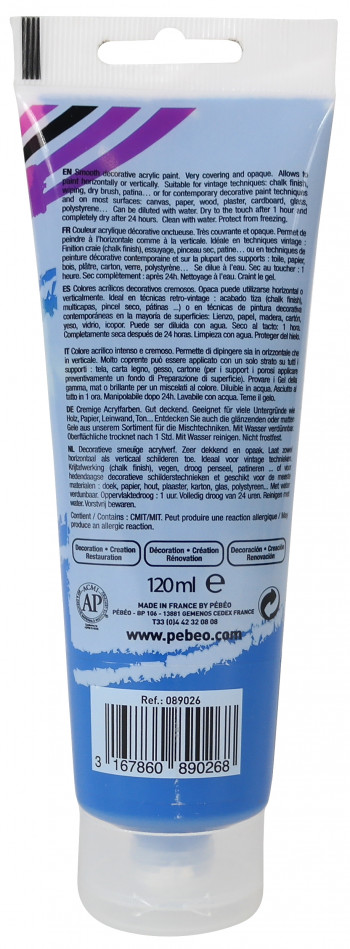 EN Smooth decorative acrylic paint. Very covering and opaque. Allows to
paint horizontally or vertically. Suitable for vintage techniques: chalk finish,
wiping, dry brush, patina... or for contemporary decorative paint techniques
and on most surfaces: canvas, paper, wood, plaster, cardboard, glass,
polystyrene... Can be diluted with water. Dry to the touch after 1 hour and
completely dry after 24 hours. Clean with water. Protect from freezing.
FR Couleur acrylique décorative onctueuse. Très couvrante et opaque. Permet de
peindre à l'horizontale comme à la verticale. Idéale en techniques vintage :
Finition craie (chalk finish), essuyage, pinceau sec, patine... ou en techniques de
peinture décorative contemporaine et sur la plupart des supports : toile, papier,
bois, plâtre, carton, verre, polystyrène... Se dilue à l'eau. Sec au toucher : 1
heure. Sec complètement : après 24h. Nettoyage à l'eau. Craint le gel.
ES Colores acrílicos decorativos cremosos. Opaca puede utilizarse horizontal o
verticalmente. Ideal en técnicas retro-vintage : acabado tiza (chalk finish),
multicapas, pincel seco, pátinas ...) o en técnicas de pintura decorativa
contemporáneas en la mayoría de superficies: Lienzo, papel, madera, cartón,
yeso, vidrio, icopor. Puede ser diluida con agua. Seco al tacto: 1 hora.
Completamente seca después de 24 horas. Limpieza con agua. Proteger del hielo.
IT Colore acrilico intenso e cremoso. Permette di dipingere sia in orizzontale che
in verticale. Molto coprente può essere applicato con un solo strato su tutti i
supporti : tela, carta legno, gesso, cartone (per i supporti i porosi applicare
preventivamente un fondo di Preparazione di superficie). Provare i Gel della
gamma, mat o brillante per un miscelati al colore. Diluible in acqua, Asciutto al
tatto in 1 ora. Manipolabile dopo 24h. Lavabile con acqua. Teme il gelo.
DE Cremige Acrylfarben. Gut deckend. Geeignet für viele Untergründe wie
Holz, Papier, Leinwand, Ton... Entdecken Sie auch die glänzenden oder matten
Gele aus unserem Sortiment für die Mischtechniken. Mit Wasser verdünnbar.
Oberflächliche trocknet nach 1 Std. Mit Wasser reinigen. Nicht frostfest.
NL Decoratieve smeuïge acrylverf. Zeer dekkend en opaak. Laat zowel
horizontaal als verticaal schilderen toe. Ideaal voor vintage technieken:
Krijtafwerking (chalk finish), vegen, droog penseel, patineren ... of voor
hedendaagse decoratieve schilderstechnieken en geschikt voor de meeste
materialen : doek, papier, hout, plaaster, karton, glas, polystyreen... Met water
verdunbaar. Oppervlaktedroog : 1 uur. Volledig droog van 24 uren. Reinigen met
water. Vorstvrij bewaren.
Contient / Contains : CMIT/MIT. Peut produire une réaction allergique / May
produce an allergic reaction.
Decoration • Creation
Restauration
Décoration • Création
Rénovation
Decoración • Creación
Renovación
ACMI
AP
120ml e
MADE IN FRANCE BY PÉBÉO
PÉBÉO - BP 106 - 13881 GEMENOS CEDEX FRANCE
T33 (0)4 42 32 08 08
www.pebeo.com
Ref.: 089026
3 167860 890268